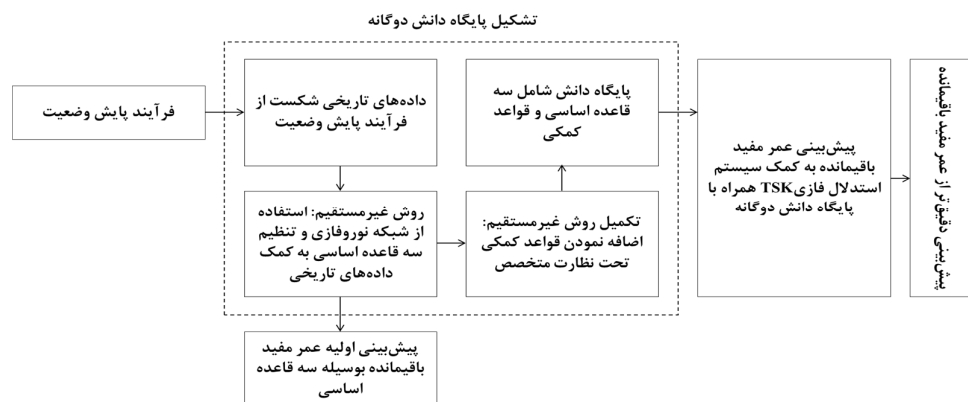 تشکیل پایگاه دانش دوگانه
فرآیند پایش وضعیت
داده‌های تاریخی شکست از
فرآیند پایش وضعیت
روش غیرمستقیم: استفاده
از شبکه نوروفازی و تنظیم
سه قاعده اساسی به کمک
داده‌های تاریخی
پیش‌بینی اولیه عمر مفید
باقیمانده بوسیله سه قاعده
اساسی
تکمیل روش غیرمستقیم:
اضافه نمودن قواعد کمکی
تحت نظارت متخصص
پایگاه دانش شامل سه
قاعده اساسی و قواعد
کمکی
پیش‌بینی عمر مفید
باقیمانده به کمک سیستم
استدلال فازیTSK همراه با
پایگاه دانش دوگانه
پیش‌بینی دقیق‌تر از عمر مفید باقیمانده